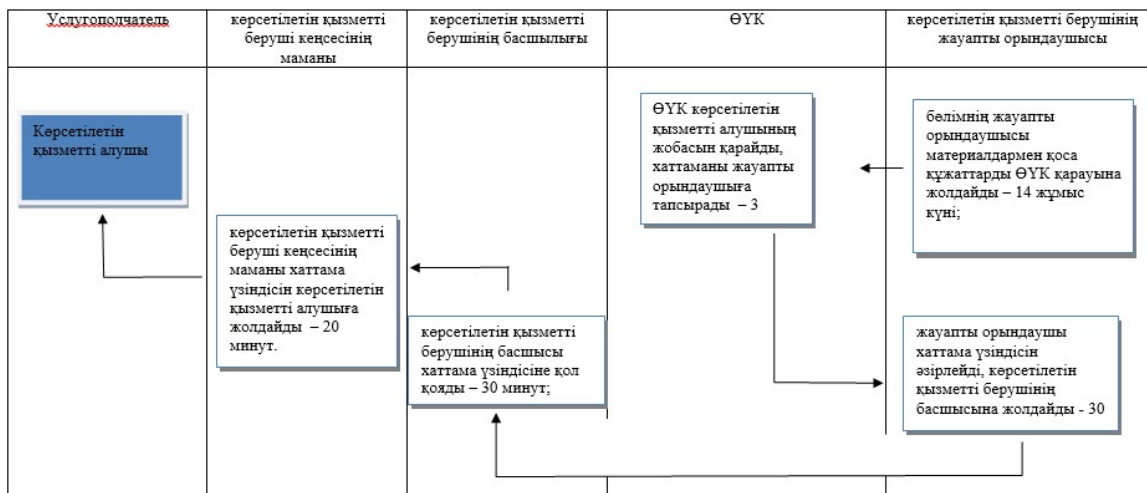 Услугополчатель
көрсетілетін қызметті
беруші кеңсесінің
маманы
көрсетілетін қызметті
берушінің басшылығы
ӨҮК
көрсетілетін қызметті берушінің
жауапты орындаушысы
Көрсетілетін
қызметті алушы
көрсетілетін қызметті
беруші кеңсесінің
маманы хаттама
үзіндісін көрсетілетін
қызметті алушыға
жолдайды – 20
минут.
көрсетілетін қызметті
берушінің басшысы
хаттама үзіндісіне қол
қояды – 30 минут;
ӨҮК көрсетілетін
қызметті алушының
жобасын қарайды,
хаттаманы жауапты
орындаушыға
тапсырады – 3
бөлімнің жауапты
орындаушысы
материалдармен қоса
құжаттарды ӨҮК қарауына
жолдайды – 14 жұмыс
күні;
жауапты орындаушы
хаттама үзіндісін
әзірлейді, көрсетілетін
қызметті берушінің
басшысына жолдайды - 30